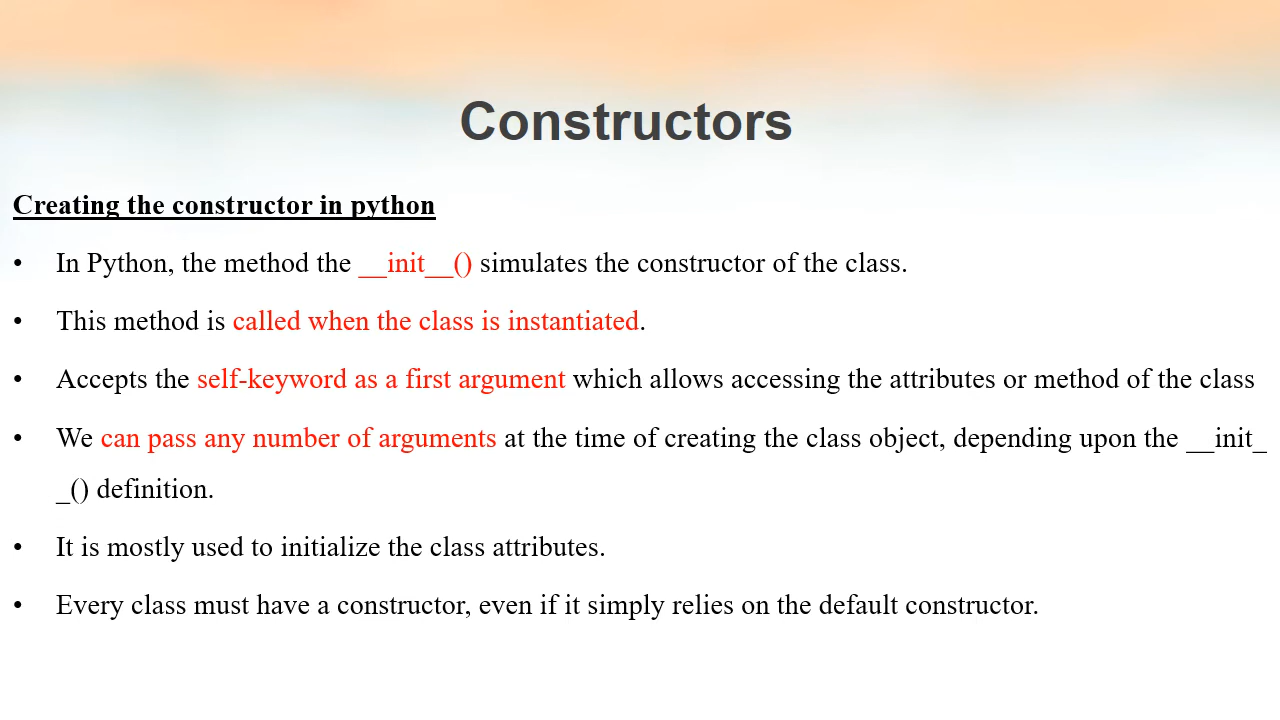 Constructors
Creating the constructor in python
• In Python, the method the __init__() simulates the constructor of the class.
• This method is called when the class is instantiated.
• Accepts the self-keyword as a first argument which allows accessing the attributes or method of the class
• We can pass any number of arguments at the time of creating the class object, depending upon the __init_
_() definition.
• It is mostly used to initialize the class attributes.
• Every class must have a constructor, even if it simply relies on the default constructor.